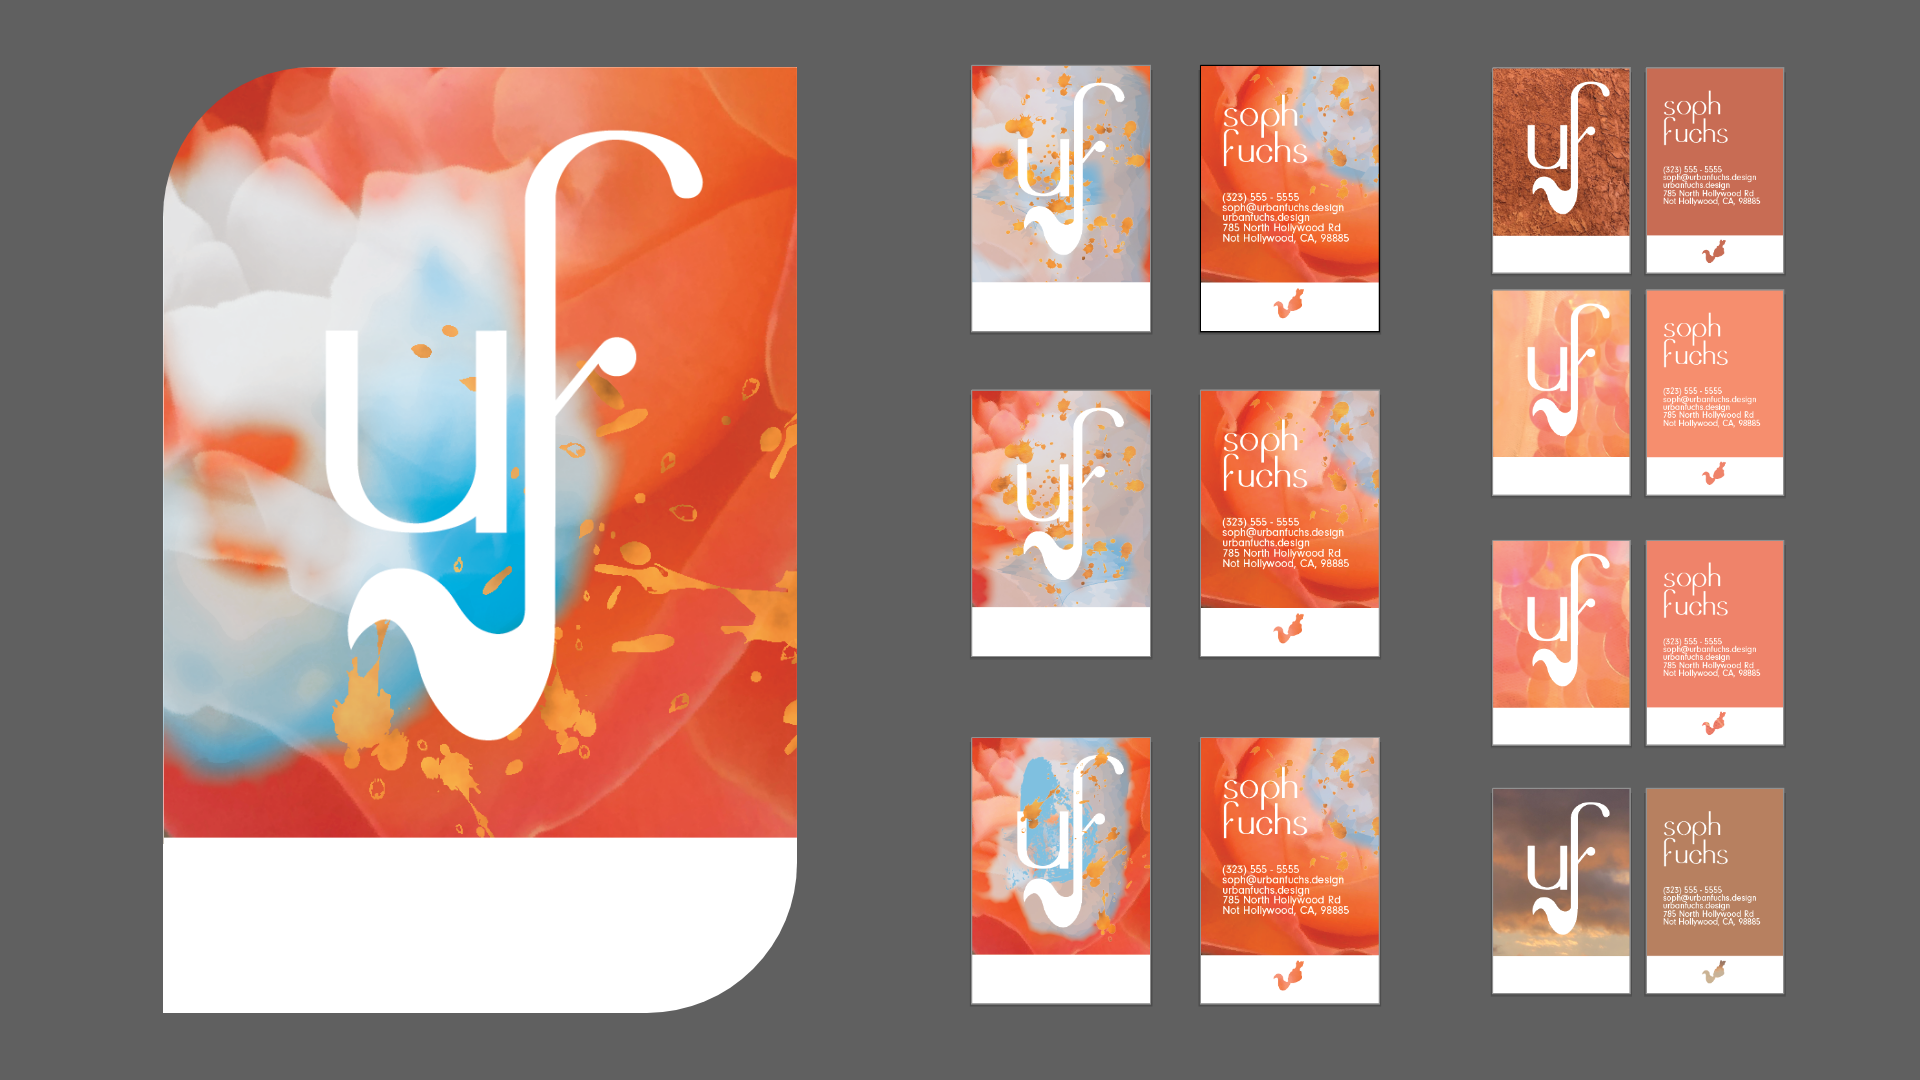 uf
uf
soph
fuchs
(323) 555 - 5555
soph@urbanfuchs.design
urbanfuchs.design
785 North Hollywood Rd
Not Hollywood, CA, 98885
uf
soph
fuchs
(323) 555 - 5555
soph@urbanfuchs.design
urbanfuchs.design
785 North Hollywood Rd
Not Hollywood, CA, 98885
uf
soph
fuchs
(323) 555 - 5555
soph@urbanfuchs.design
urbanfuchs.design
785 North Hollywood Rd
Not Hollywood, CA, 98885
uf
soph
fuchs
(323) 555 - 5555
soph@urbanfuchs.design
urbanfuchs.design
785 North Hollywood Rd
Not Hollywood, CA, 98885
uf
soph
fuchs
(323) 555 - 5555
soph@urbanfuchs.design
urbanfuchs.design
785 North Hollywood Rd
Not Hollywood, CA, 98885
uf
soph
fuchs
(323) 555 - 5555
soph@urbanfuchs.design
urbanfuchs.design
785 North Hollywood Rd
Not Hollywood, CA, 98885
uf
soph
fuchs
(323) 555 - 5555
soph@urbanfuchs.design
urbanfuchs.design
785 North Hollywood Rd
Not Hollywood, CA, 98885